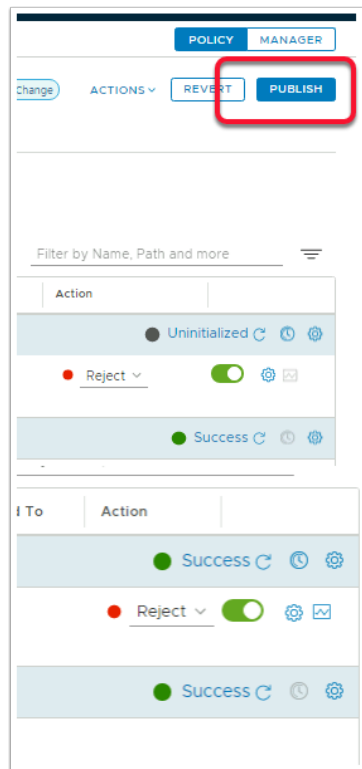 POLICY MANAGER
Change ACTIONS REVERT PUBLISH
Filter by Name, Path and more
Action
Uninitialized
Reject
Success
d To Action
Success
Reject
Success